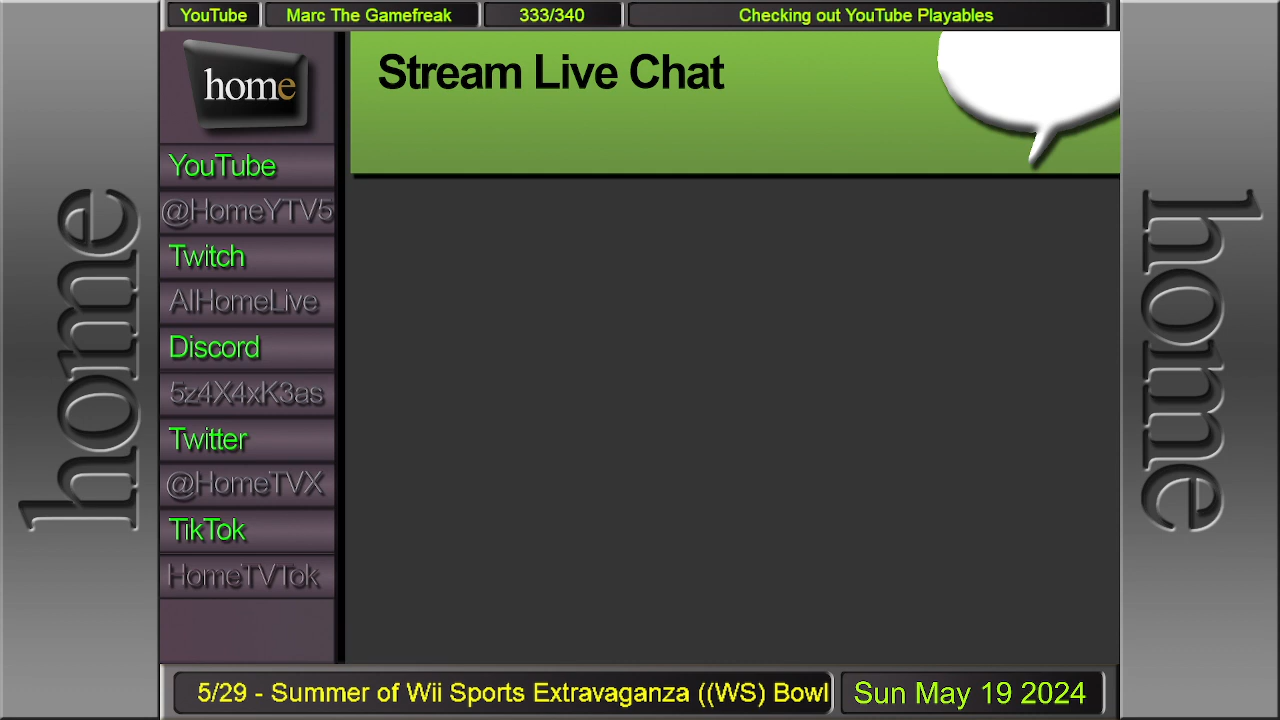 YouTube
Marc The Gamefreak
333/340
Checking out YouTube Playables
home
Stream Live Chat
YouTube
@HomeYTV5
Twitch
AIHomeLive
Discord
5z4X4xK3as
Twitter
@HomeTVX
TikTok
HomeTVTok
home
home
5/29 - Summer of Wii Sports Extravaganza ((WS) Bowl
Sun May 19 2024